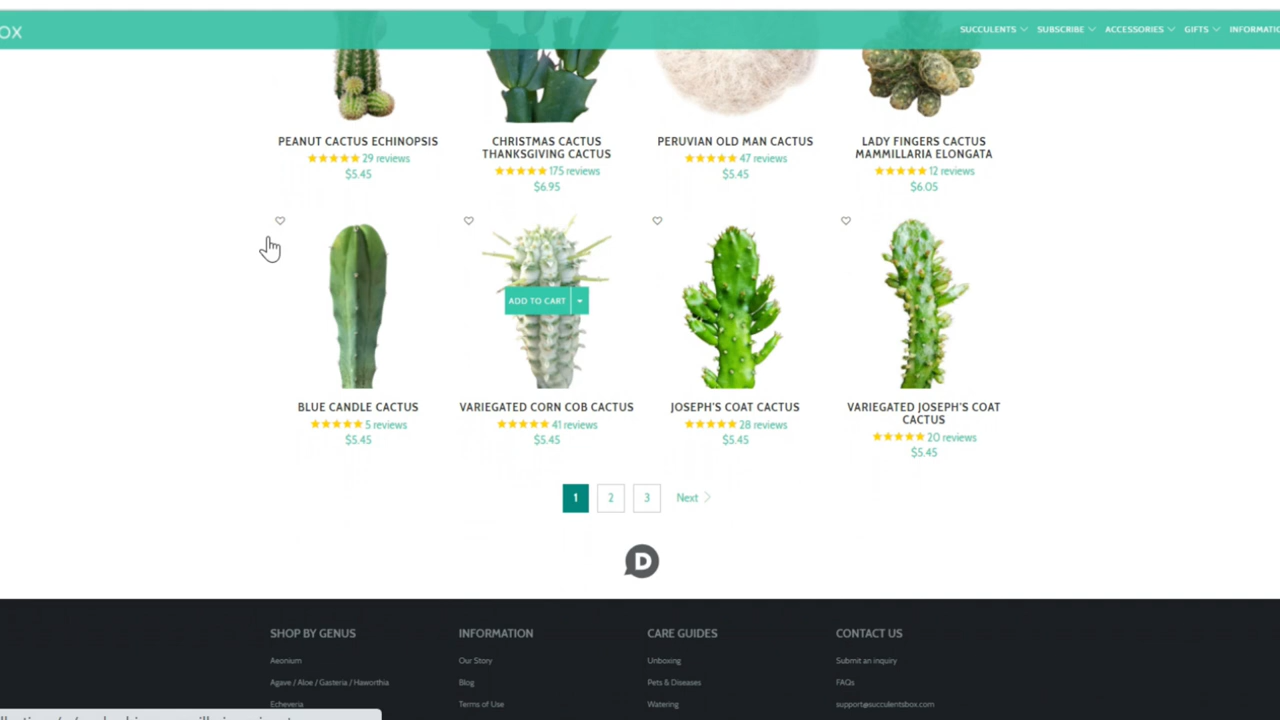 OX
SUCCULENTS SUBSCRIBE ACCESSORIES GIFTS
PEANUT CACTUS ECHINOPSIS
29 reviews
$5.45
CHRISTMAS CACTUS
THANKSGIVING CACTUS
175 reviews
$6.95
PERUVIAN OLD MAN CACTUS
47 reviews
$5.45
LADY FINGERS CACTUS
MAMMILLARIA ELONGATA
12 reviews
$6.05
ADD TO CART
BLUE CANDLE CACTUS
5 reviews
$5.45
VARIEGATED CORN COB CACTUS
41 reviews
$5.45
JOSEPH'S COAT CACTUS
28 reviews
$5.45
VARIEGATED JOSEPH'S COAT
CACTUS
20 reviews
$5.45
1 2 3 Next
D
SHOP BY GENUS
Aeonium
Agave / Aloe / Gasteria / Haworthia
Echeveria
INFORMATION
Our Story
Blog
Terms of Use
CARE GUIDES
Unboxing
Pets & Diseases
Watering
CONTACT US
Submit an inquiry
FAQs
support@succulentsbox.com